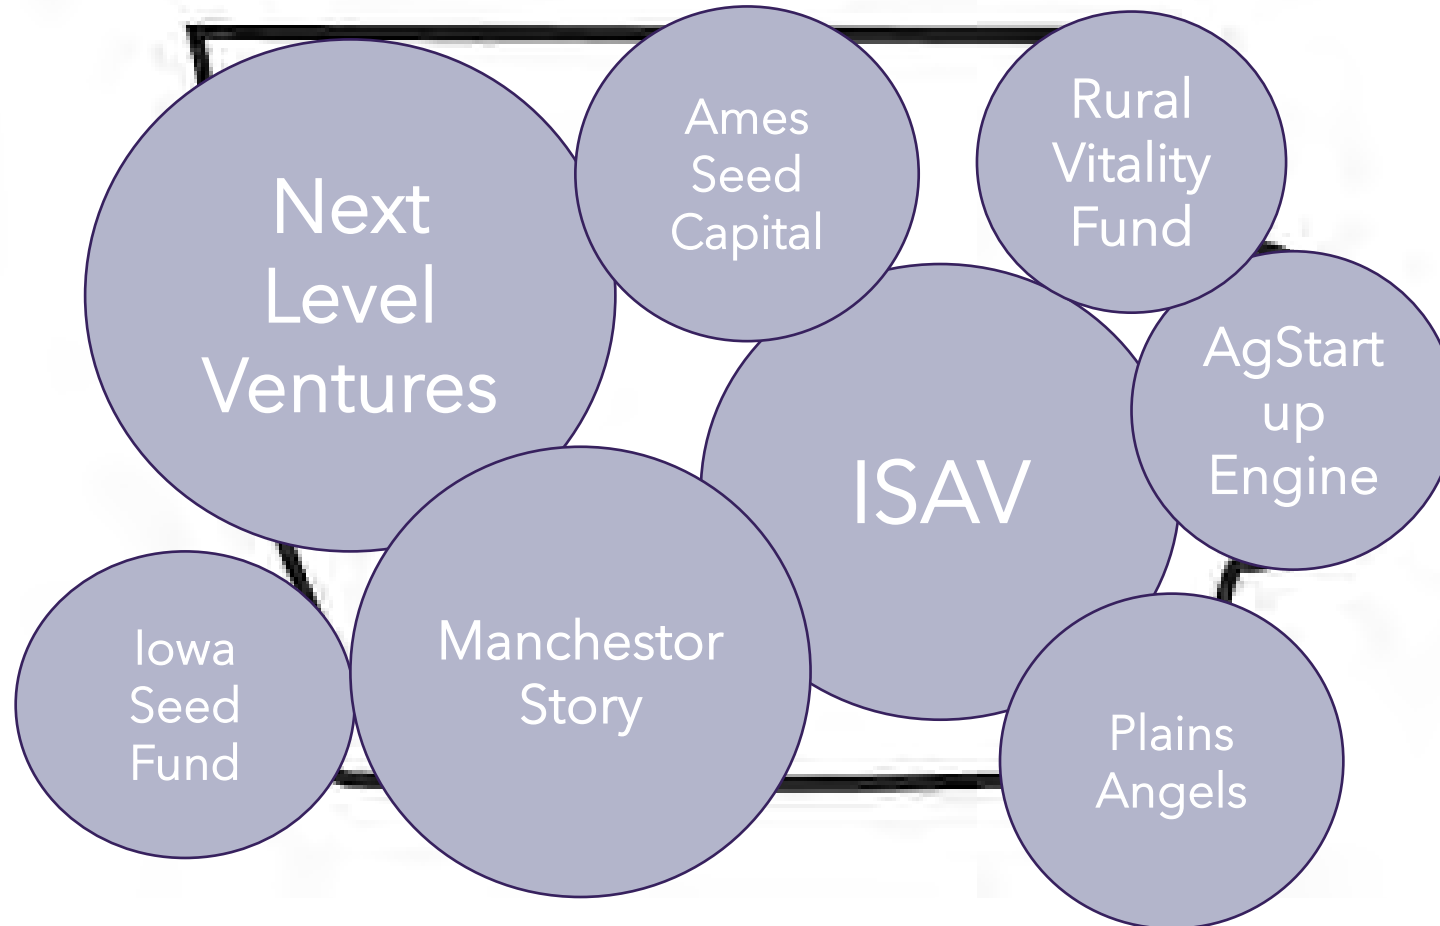 Next
Level
Ventures
Ames
Seed
Capital
Rural
Vitality
Fund
AgStart
up
Engine
ISAV
Manchestor
Story
Iowa
Seed
Fund
Plains
Angels